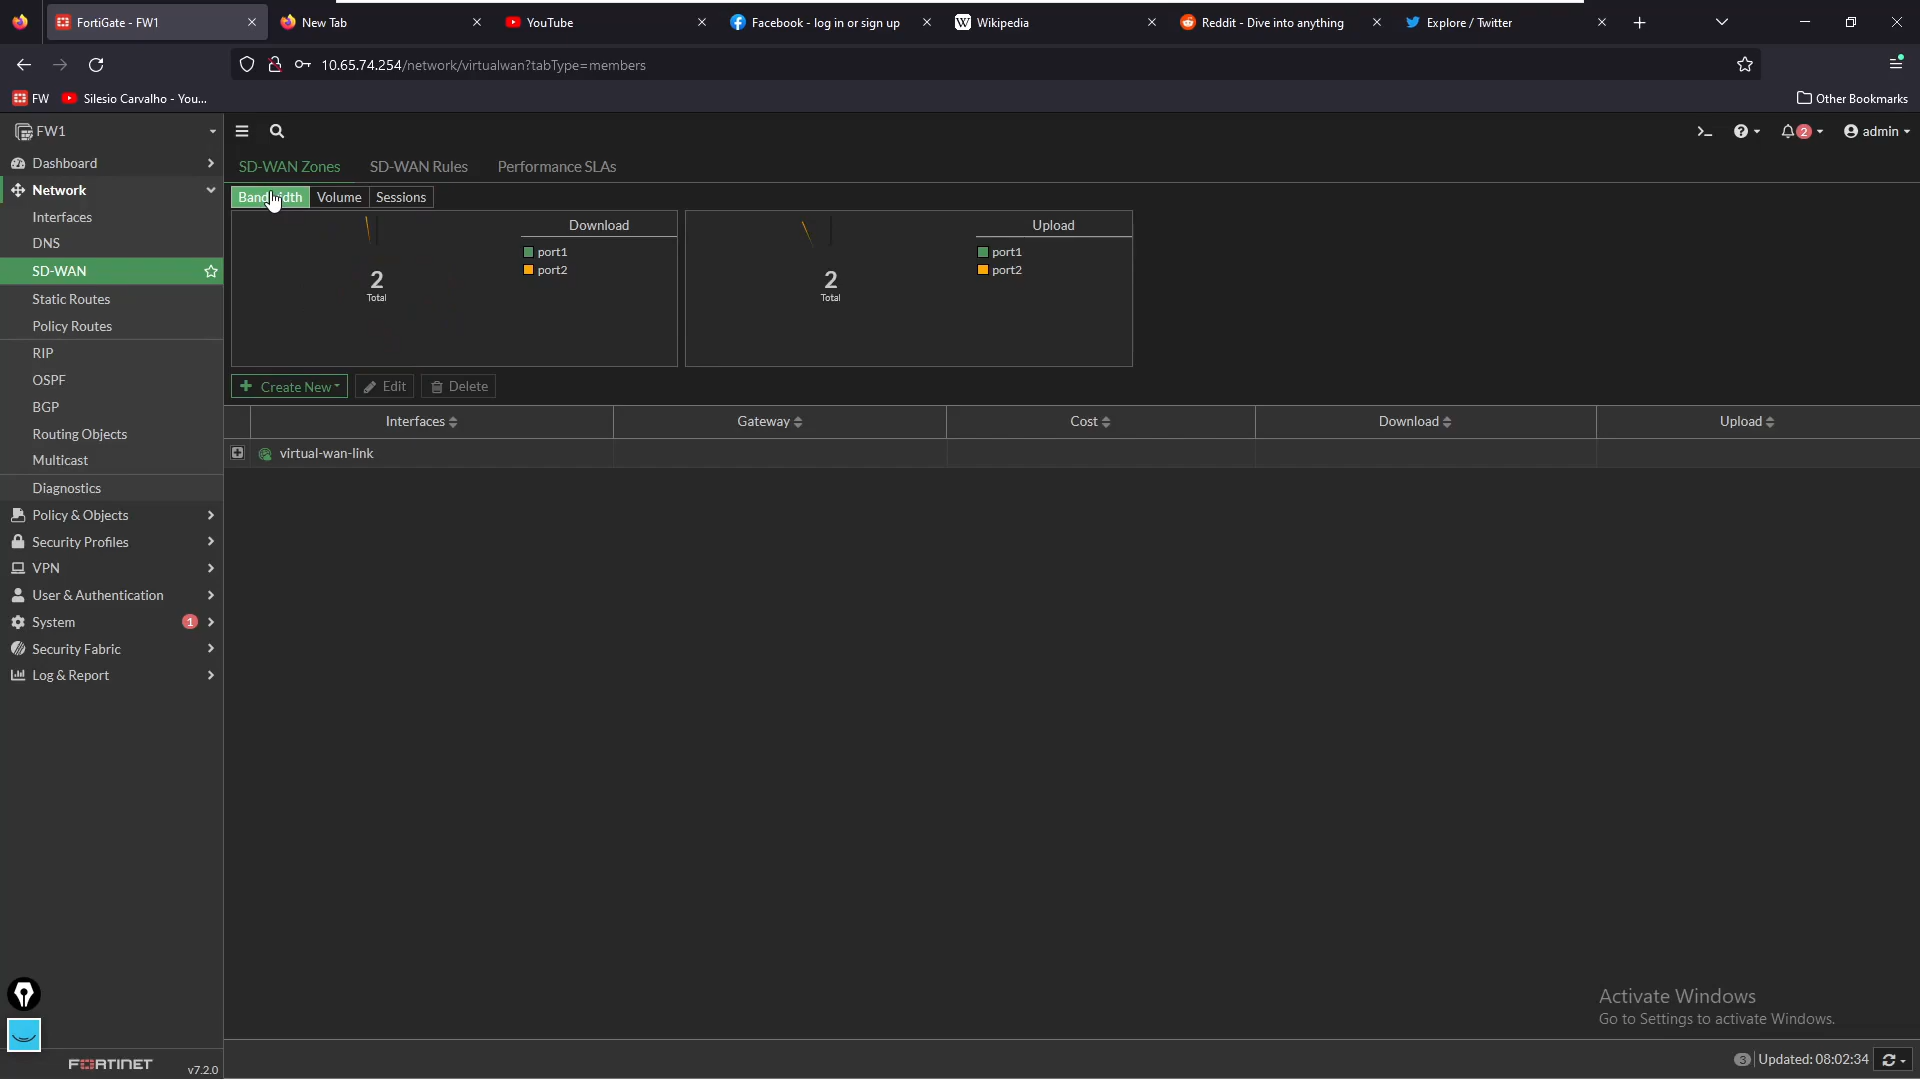 FortiGate - FW1
New Tab
YouTube
Facebook - log in or sign up
Wikipedia
Reddit - Dive into anything
Explore / Twitter
10.65.74.254/network/virtualwan?tabType=members
FW
Silesio Carvalho - You...
Other Bookmarks
FW1
2
admin
Dashboard
Network
Interfaces
DNS
SD-WAN
Static Routes
Policy Routes
RIP
OSPF
BGP
Routing Objects
Multicast
Diagnostics
Policy & Objects
Security Profiles
VPN
User & Authentication
System 1
Security Fabric
Log & Report
FORTINET
v7.2.0
SD-WAN Zones SD-WAN Rules Performance SLAs
Bandwidth Volume Sessions
Download
port1
port2
2
Total
Upload
port1
port2
2
Total
Create New Edit Delete
Interfaces Gateway Cost Download Upload
virtual-wan-link
Activate Windows
Go to Settings to activate Windows.
3 Updated: 08:02:34